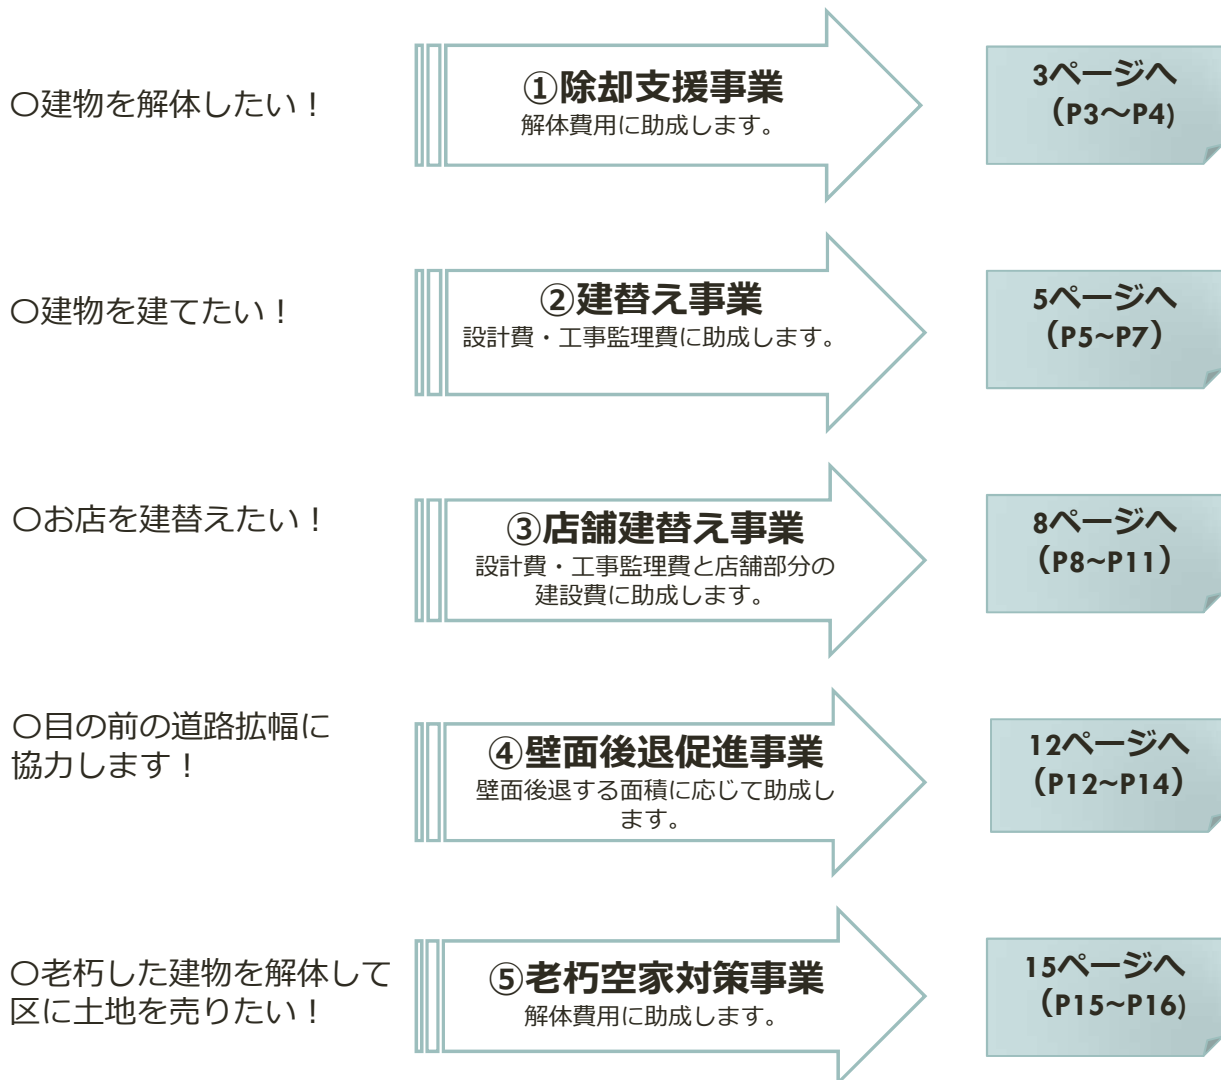 〇建物を解体したい！
①除却支援事業
解体費用に助成します。
3ページへ
（P3～P4)
〇建物を建てたい！
②建替え事業
設計費・工事監理費に助成します。
5ページへ
（P5~P7）
〇お店を建替えたい！
③店舗建替え事業
設計費・工事監理費と店舗部分の
建設費に助成します。
8ページへ
（P8~P11）
〇目の前の道路拡幅に
協力します！
④壁面後退促進事業
壁面後退する面積に応じて助成し
ます。
12ページへ
（P12~P14）
〇老朽した建物を解体して
区に土地を売りたい！
⑤老朽空家対策事業
解体費用に助成します。
15ページへ
（P15~P16)